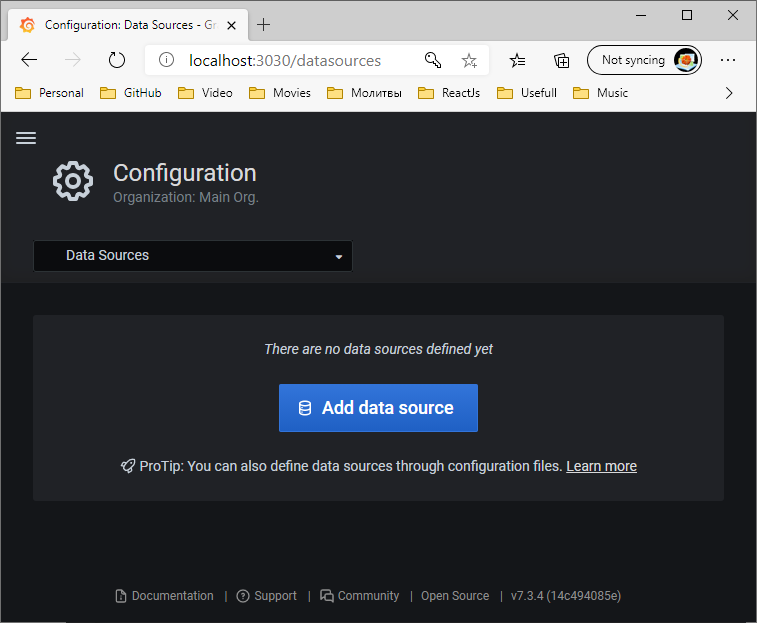 Configuration: Data Sources - Gr
localhost:3030/datasources
Not syncing
Personal GitHub Video Movies Молитвы ReactJs Usefull Music
Configuration
Organization: Main Org.
Data Sources
There are no data sources defined yet
Add data source
ProTip: You can also define data sources through configuration files. Learn more
Documentation | Support | Community | Open Source | v7.3.4 (14c494085e)